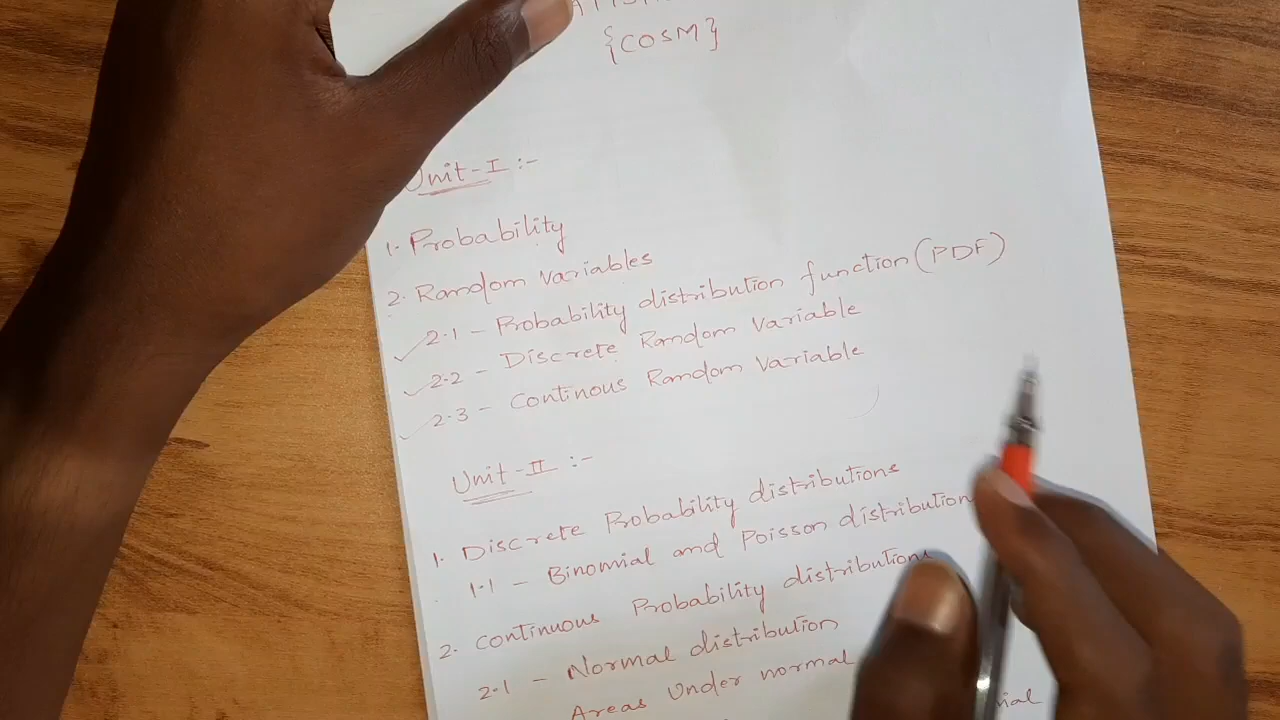 {COSM}
Unit-I :-
1. Probability
2. Random Variables
2.1 - Probability distribution function (PDF)
2.2 - Discrete Random Variable
2.3 - Continous Random Variable
Unit-II :-
1. Discrete Probability distributions
1.1 - Binomial and Poisson distribution
2. Continuous Probability distributions
2.1 - Normal distribution
Areas Under normal